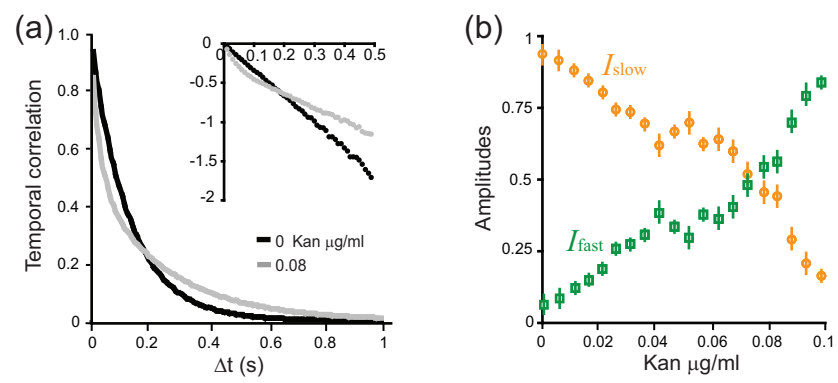 (a)
Temporal correlation
1.0
0.8
0.6
0.4
0.2
0
0 0.2 0.4 0.6 0.8 1
Δt (s)
0
-0.5
-1
-1.5
-2
0 0.1 0.2 0.3 0.4 0.5
0 Kan μg/ml
0.08
(b)
Amplitudes
1
0.75
0.5
0.25
0
0 0.02 0.04 0.06 0.08 0.1
Kan μg/ml
Islow
Ifast